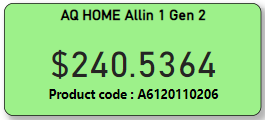 AQ HOME Allin 1 Gen 2
$240.5364
Product code : A6120110206